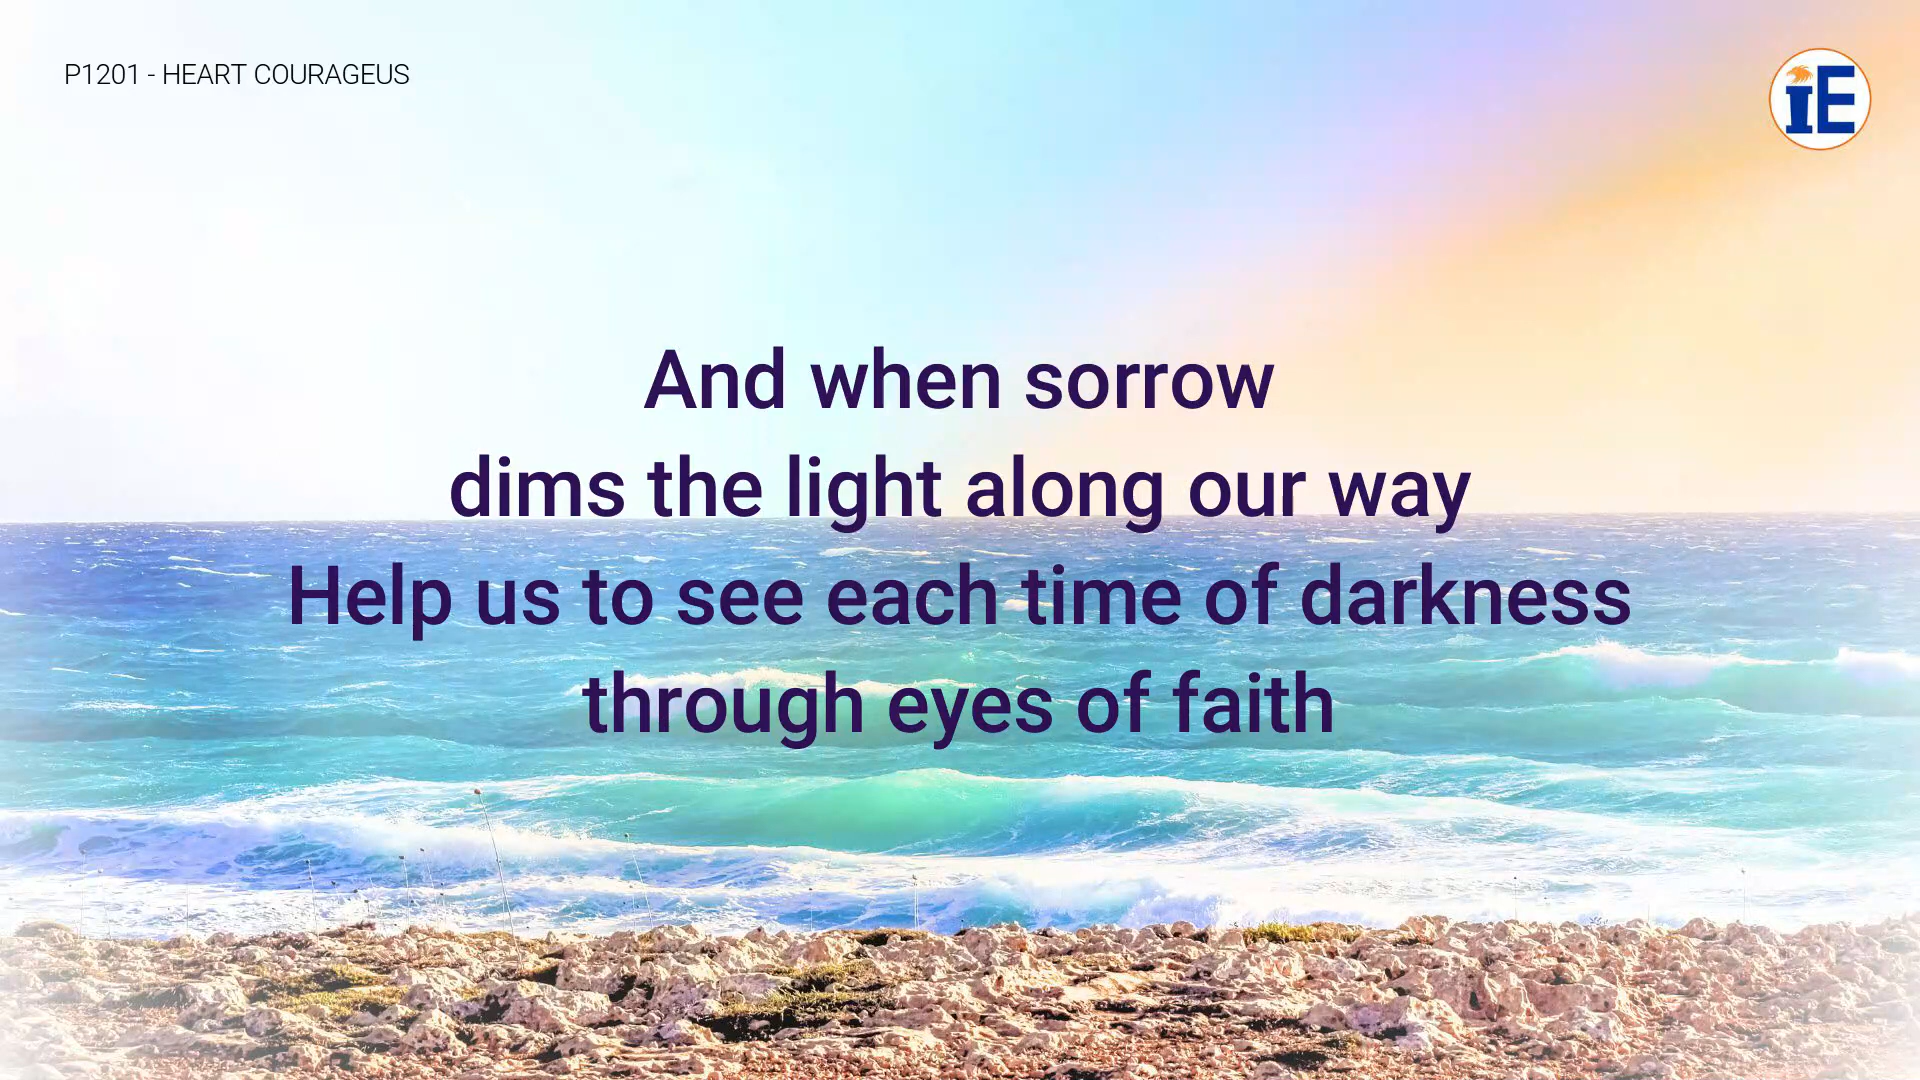 P1201 - HEART COURAGEUS
iE
And when sorrow
dims the light along our way
Help us to see each time of darkness
through eyes of faith